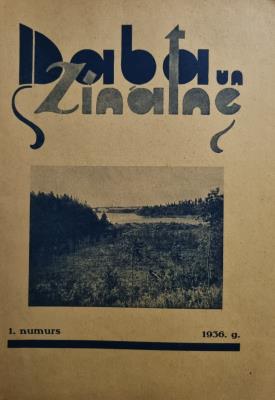 Daba un
Zinātne
1. numurs 1936. g.